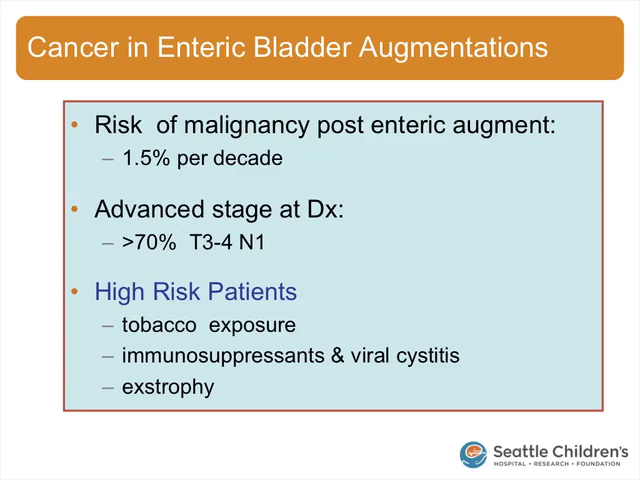 Cancer in Enteric Bladder Augmentations
• Risk of malignancy post enteric augment:
– 1.5% per decade
• Advanced stage at Dx:
– >70% T3-4 N1
• High Risk Patients
– tobacco exposure
– immunosuppressants & viral cystitis
– exstrophy
Seattle Children's
HOSPITAL • RESEARCH • FOUNDATION